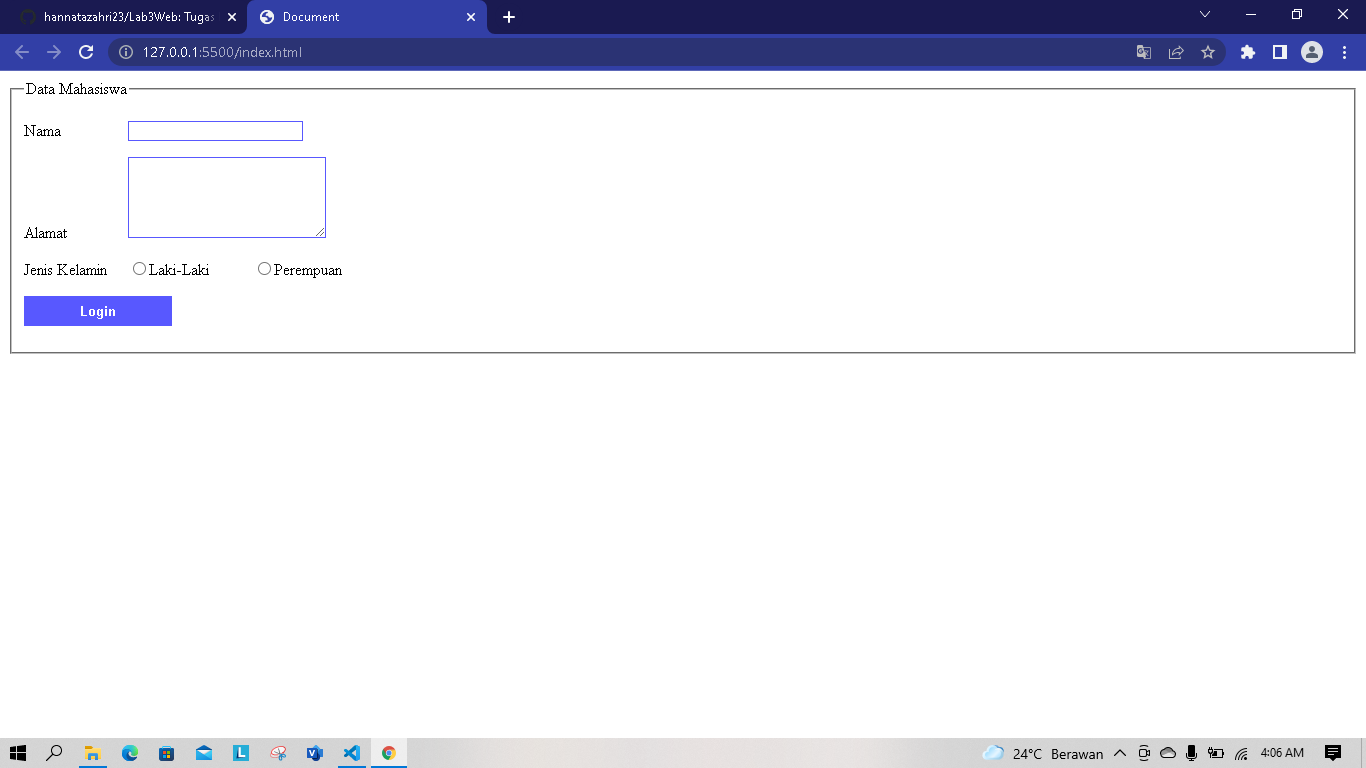 hannatazahri23/Lab3Web: Tugas
Document
127.0.0.1:5500/index.html
Data Mahasiswa
Nama
Alamat
Jenis Kelamin Laki-Laki Perempuan
Login
24°C Berawan 4:06 AM